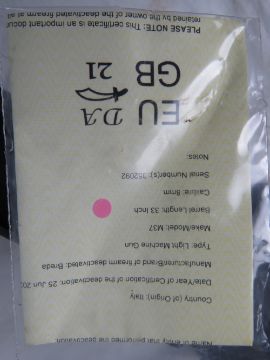 Name of entity performed the deactivation
Country (of Origin): Italy
Manufacturer/Brand of firearm deactivated: Breda
Date/Year of Certification of the deactivation: 25 Jun 20
Type: Light Machine Gun
Make/Model: M37
Barrel Length: 33 Inch
Calibre: 8mm
Serial Number(s): 352092
Notes:
EU DA GB 21
PLEASE NOTE: This certificate is an important docu
retained by the owner of the deactivated firearm at al